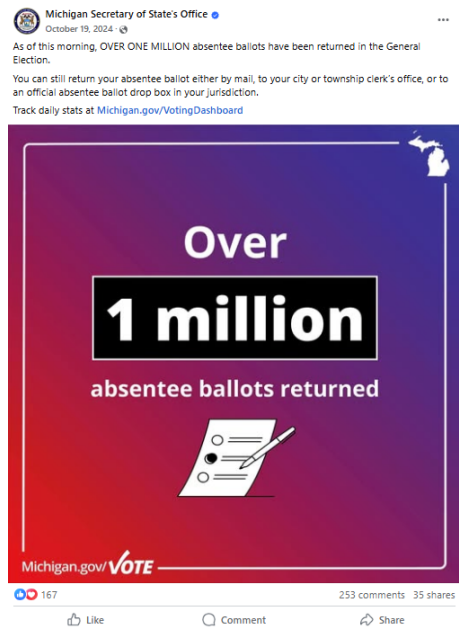 Michigan Secretary of State's Office
October 19, 2024 ·
As of this morning, OVER ONE MILLION absentee ballots have been returned in the General
Election.
You can still return your absentee ballot either by mail, to your city or township clerk's office, or to
an official absentee ballot drop box in your jurisdiction.
Track daily stats at Michigan.gov/VotingDashboard
Over
1 million
absentee ballots returned
Michigan.gov/VOTE
167
253 comments 35 shares
Like Comment Share